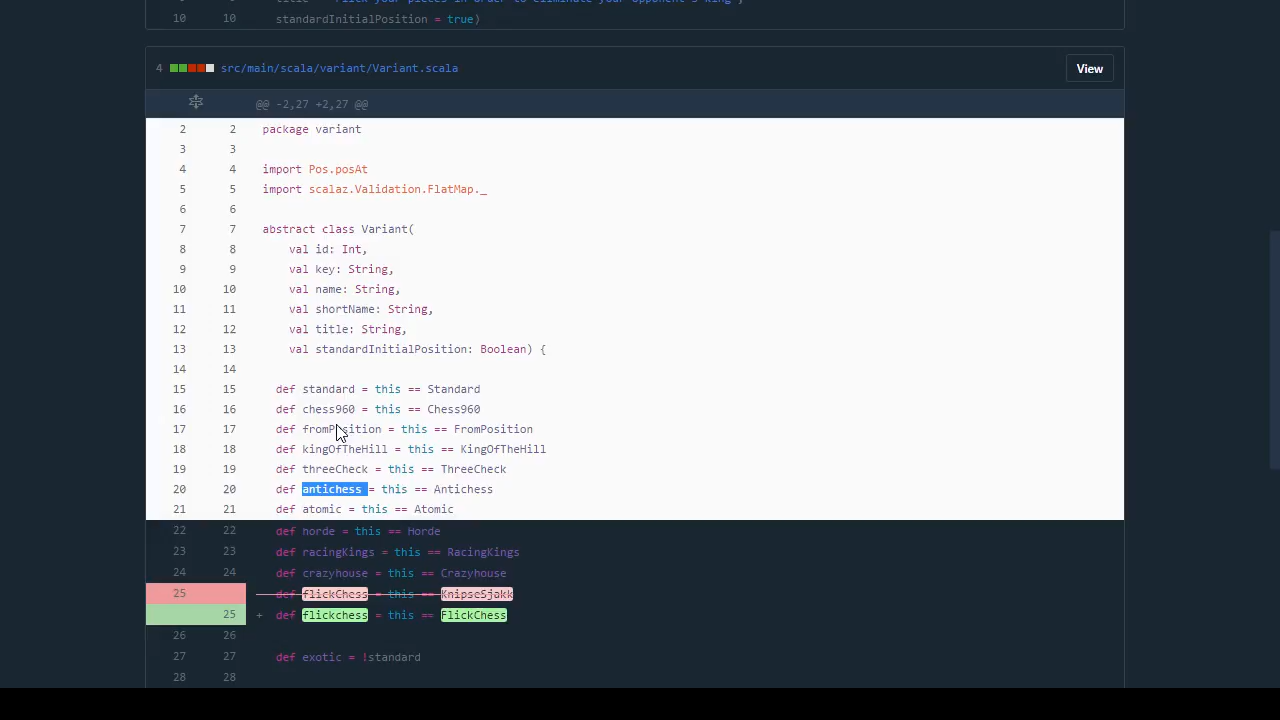 10 10 standardInitialPosition = true)
4 src/main/scala/variant/Variant.scala View
@@ -2,27 +2,27 @@
2 2 package variant
3 3
4 4 import Pos.posAt
5 5 import scalaz.Validation.FlatMap._
6 6
7 7 abstract class Variant(
8 8 val id: Int,
9 9 val key: String,
10 10 val name: String,
11 11 val shortName: String,
12 12 val title: String,
13 13 val standardInitialPosition: Boolean) {
14 14
15 15 def standard = this == Standard
16 16 def chess960 = this == Chess960
17 17 def fromPosition = this == FromPosition
18 18 def kingOfTheHill = this == KingOfTheHill
19 19 def threeCheck = this == ThreeCheck
20 20 def antichess = this == Antichess
21 21 def atomic = this == Atomic
22 22 def horde = this == Horde
23 23 def racingKings = this == RacingKings
24 24 def crazyhouse = this == Crazyhouse
25 def flickChess = this == KnipseSjakk
25 + def flickchess = this == FlickChess
26 26
27 27 def exotic = !standard
28 28